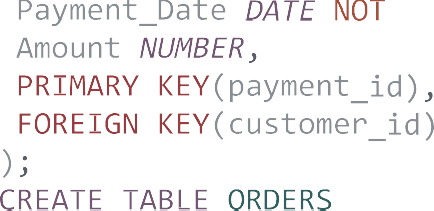 Payment_Date DATE NOT
Amount NUMBER,
PRIMARY KEY(payment_id),
FOREIGN KEY(customer_id)
);
CREATE TABLE ORDERS